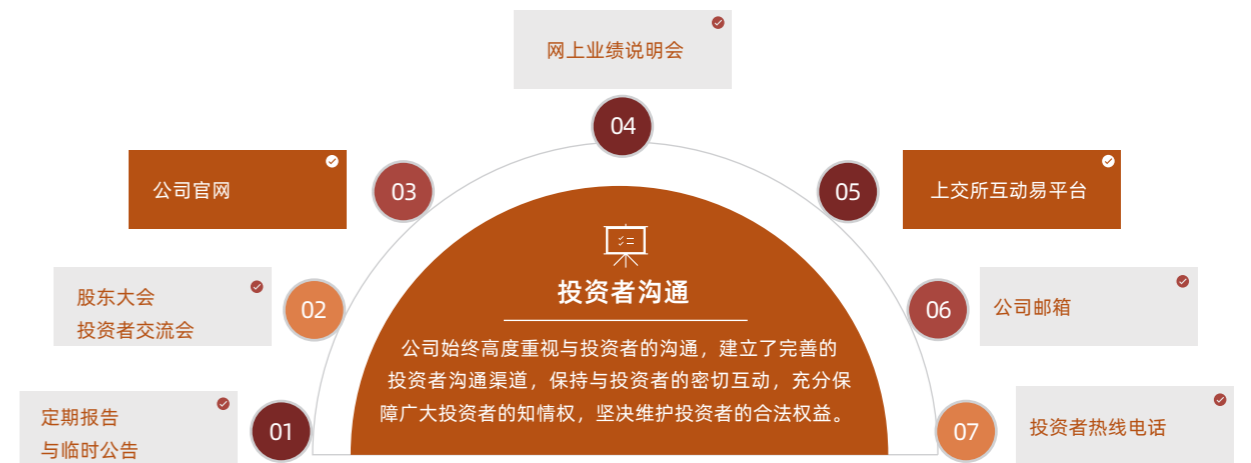 网上业绩说明会
04
公司官网
03
05
上交所互动易平台
股东大会
投资者交流会
02
投资者沟通
06
公司邮箱
公司始终高度重视与投资者的沟通，建立了完善的
投资者沟通渠道，保持与投资者的密切互动，充分保
障广大投资者的知情权，坚决维护投资者的合法权益。
定期报告
与临时公告
01
07
投资者热线电话